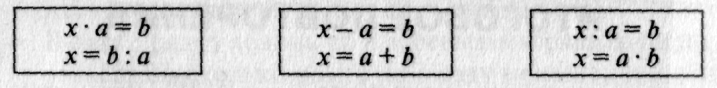 x · a = b
x = b : a
x − a = b
x = a + b
x : a = b
x = a · b